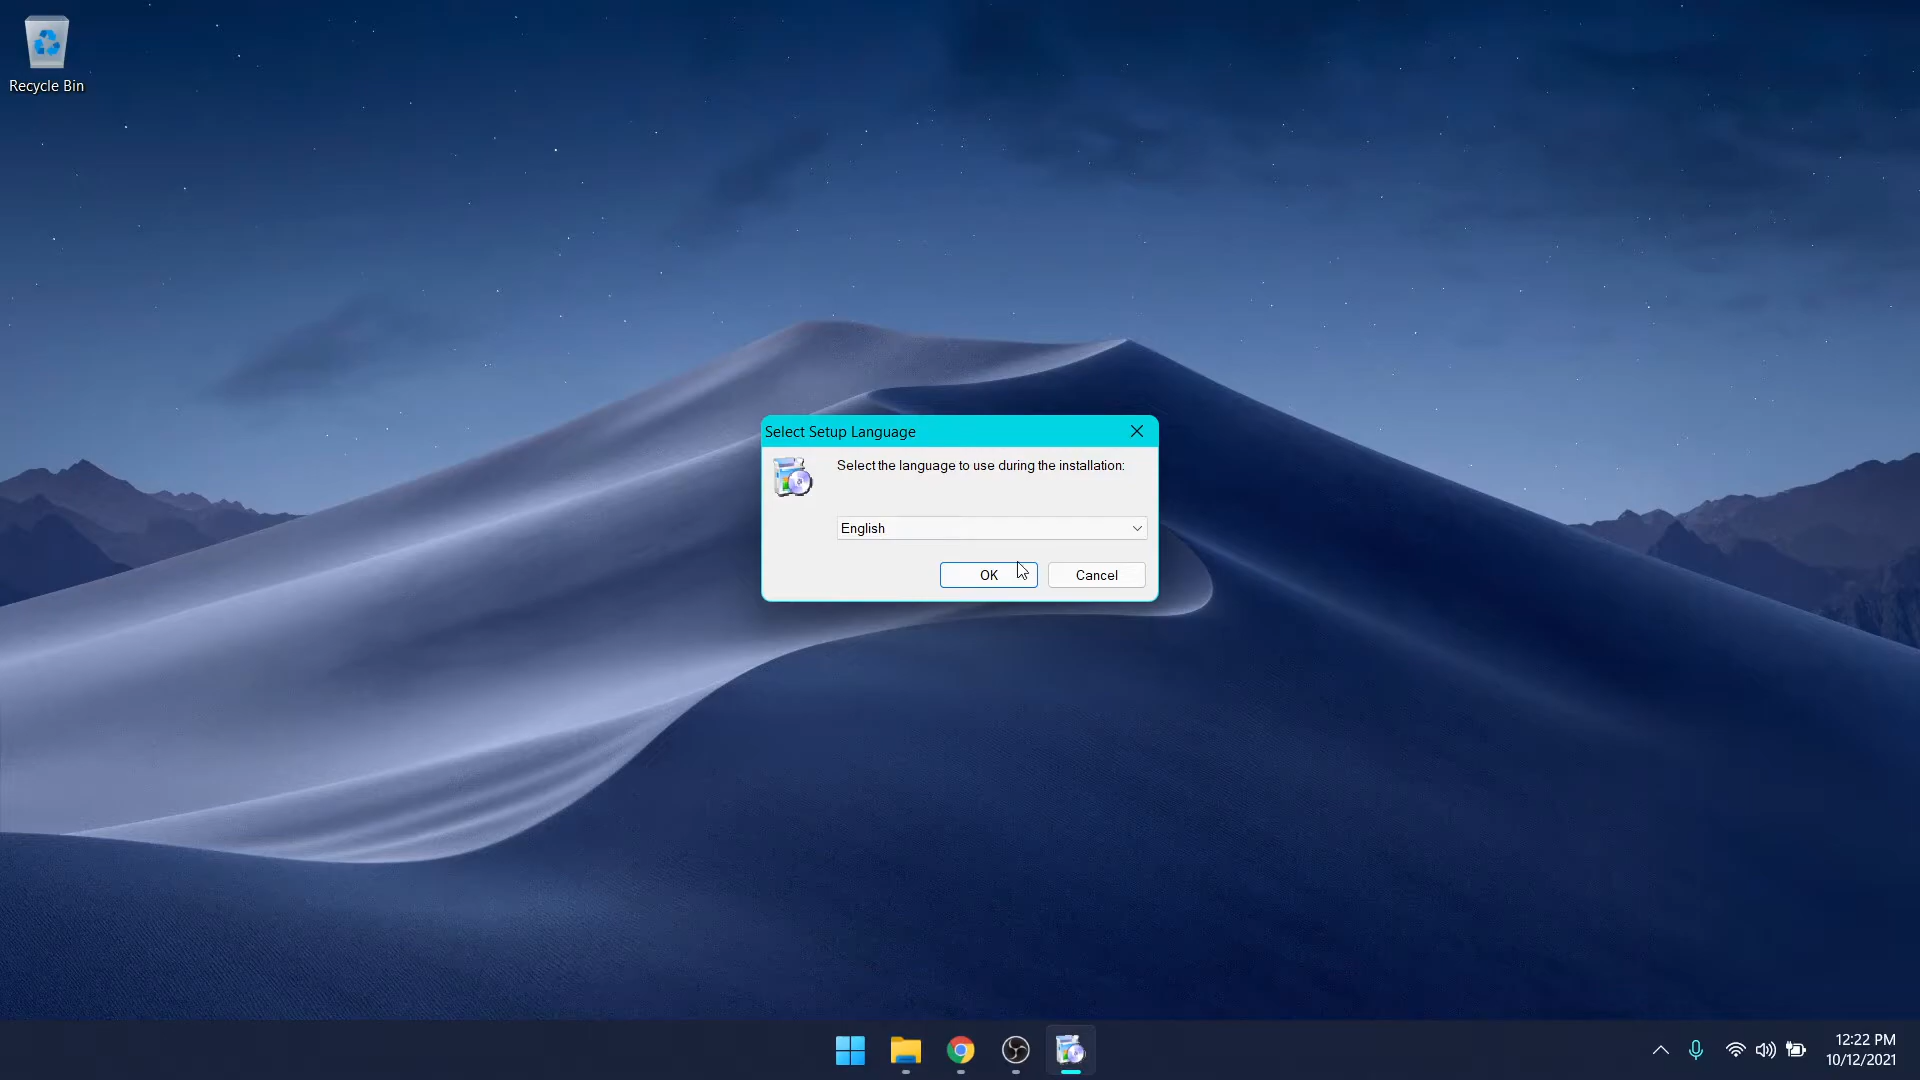 Recycle Bin
Select Setup Language
Select the language to use during the installation:
English
OK
Cancel
12:22 PM
10/12/2021